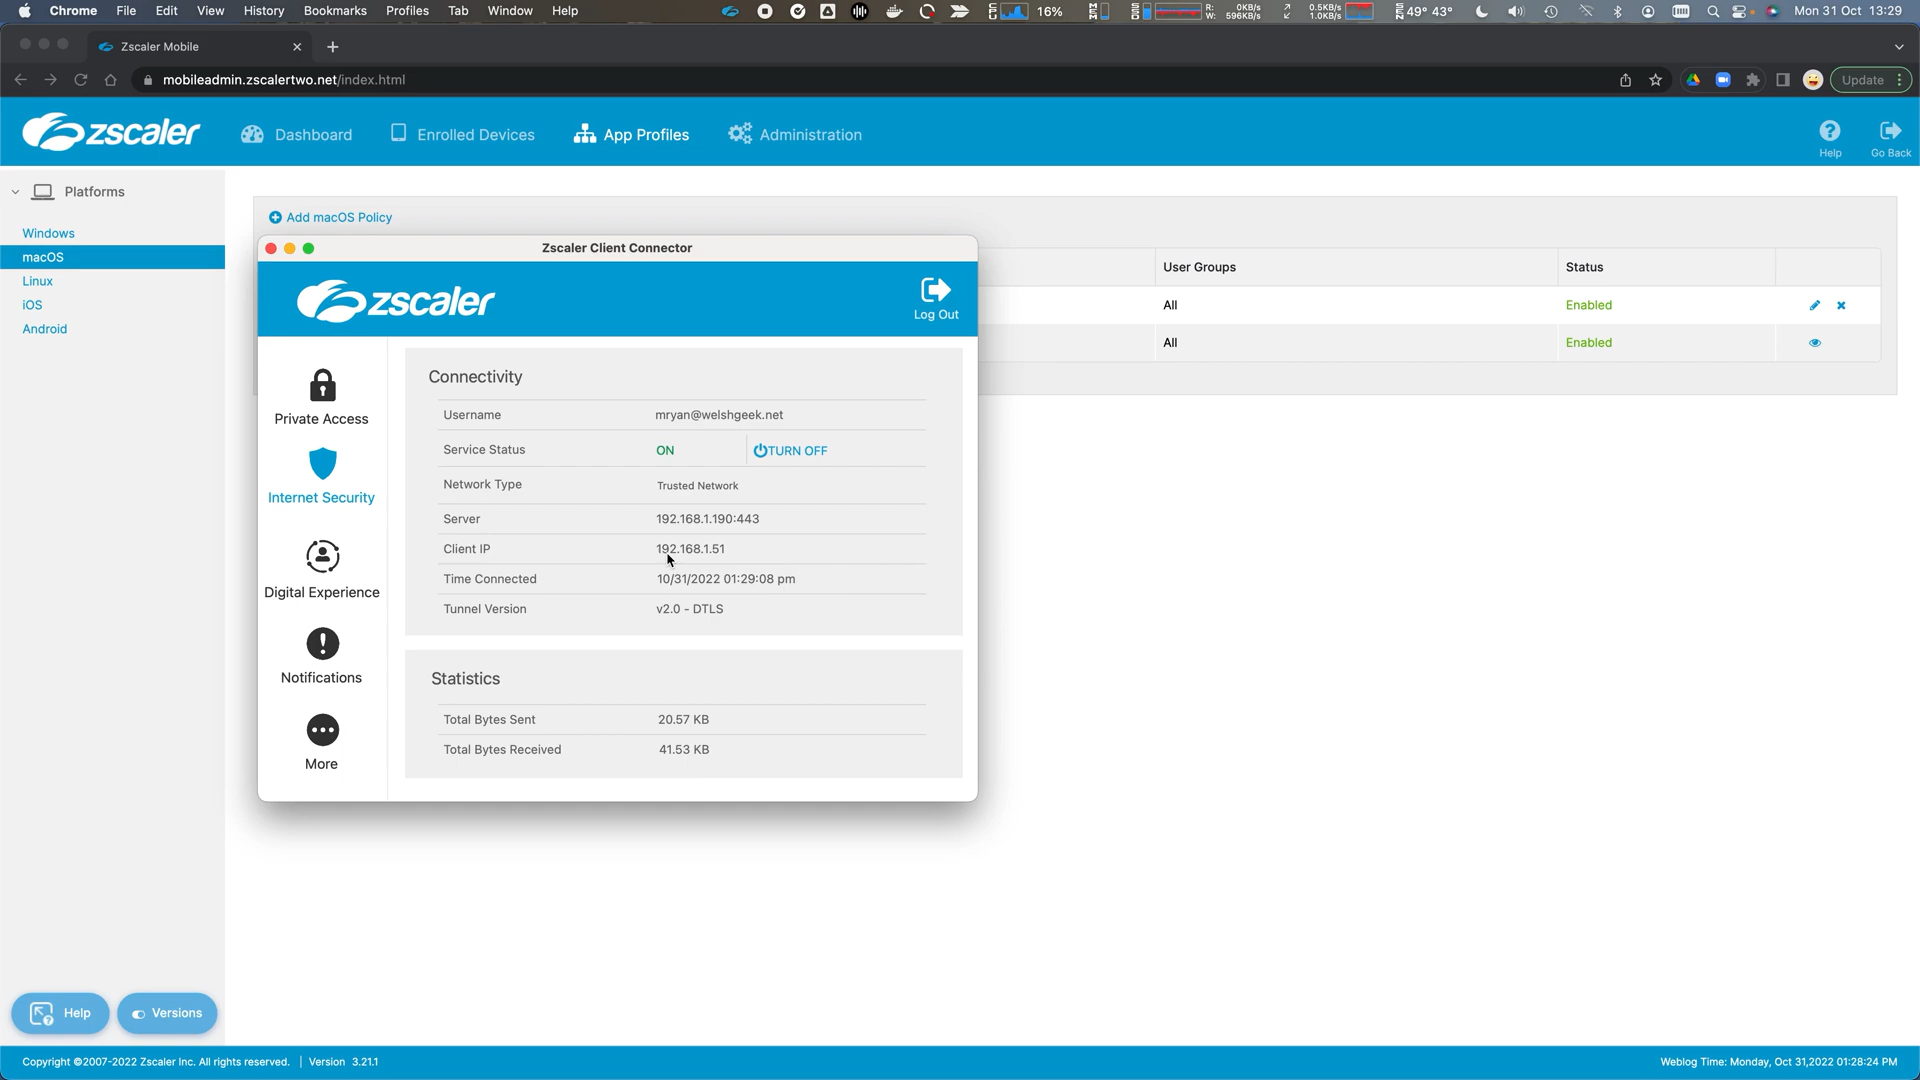 Chrome File Edit View History Bookmarks Profiles Tab Window Help 16% R: 0KB/s W: 596KB/s 0.5KB/s 1.0KB/s 49° 43° Mon 31 Oct 13:29
Zscaler Mobile
mobileadmin.zscalertwo.net/index.html
Update
zscaler
Dashboard
Enrolled Devices
App Profiles
Administration
Help
Go Back
Platforms
Windows
macOS
Linux
iOS
Android
Add macOS Policy
User Groups Status
All Enabled
All Enabled
Zscaler Client Connector
zscaler
Log Out
Private Access
Internet Security
Digital Experience
Notifications
More
Connectivity
Username mryan@welshgeek.net
Service Status ON TURN OFF
Network Type Trusted Network
Server 192.168.1.190:443
Client IP 192.168.1.51
Time Connected 10/31/2022 01:29:08 pm
Tunnel Version v2.0 - DTLS
Statistics
Total Bytes Sent 20.57 KB
Total Bytes Received 41.53 KB
Help
Versions
Copyright ©2007-2022 Zscaler Inc. All rights reserved. | Version 3.21.1
Weblog Time: Monday, Oct 31,2022 01:28:24 PM